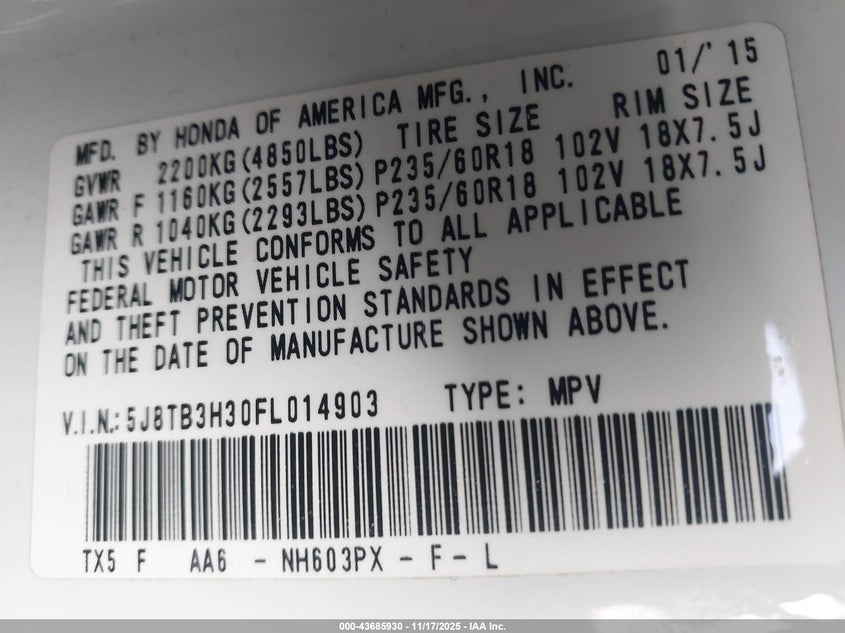 01/'15
MFD. BY HONDA OF AMERICA MFG., INC.
GVWR 2200KG(4850LBS) TIRE SIZE RIM SIZE
GAWR F 1160KG(2557LBS) P235/60R18 102V 18X7.5J
GAWR R 1040KG(2293LBS) P235/60R18 102V 18X7.5J
THIS VEHICLE CONFORMS TO ALL APPLICABLE
FEDERAL MOTOR VEHICLE SAFETY
AND THEFT PREVENTION STANDARDS IN EFFECT
ON THE DATE OF MANUFACTURE SHOWN ABOVE.
V.I.N.: 5J8TB3H30FL014903 TYPE: MPV
TX5 F AA6 - NH603PX - F - L
000-43685930 - 11/17/2025 - IAA Inc.